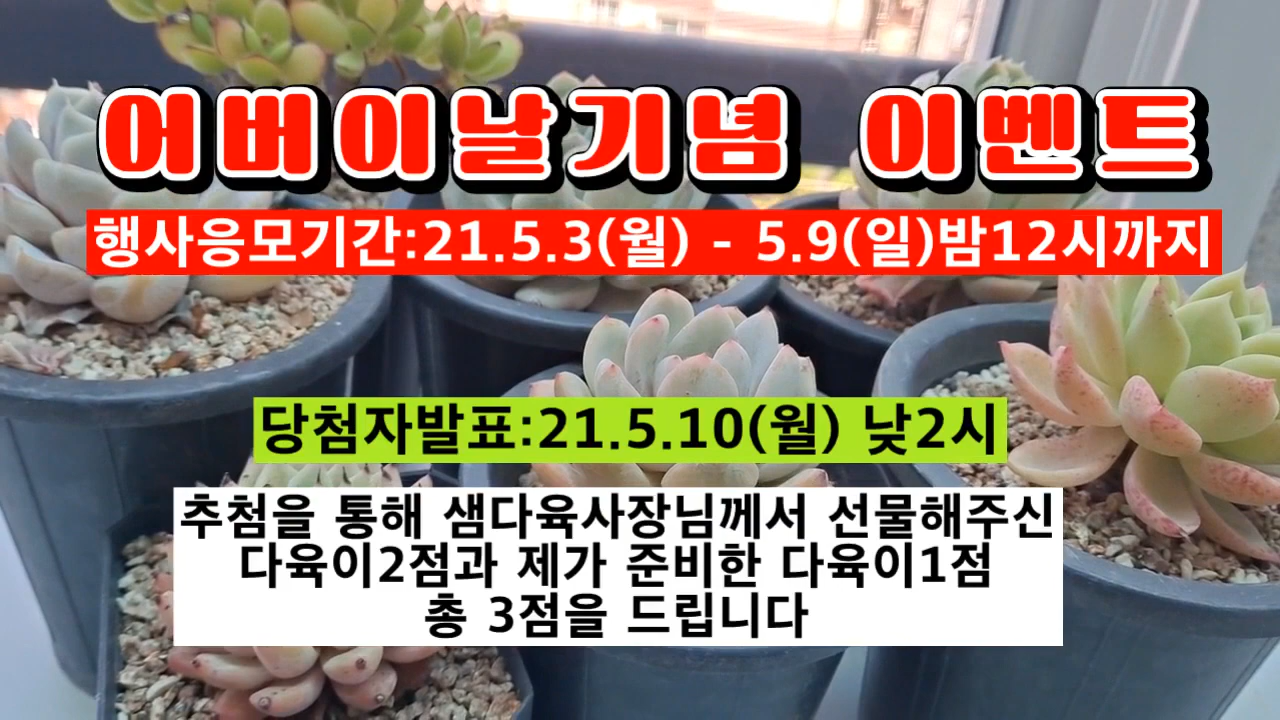 어버이날기념 이벤트
행사응모기간:21.5.3(월) - 5.9(일)밤12시까지
당첨자발표:21.5.10(월) 낮2시
추첨을 통해 샘다육사장님께서 선물해주신
다육이2점과 제가 준비한 다육이1점
총 3점을 드립니다